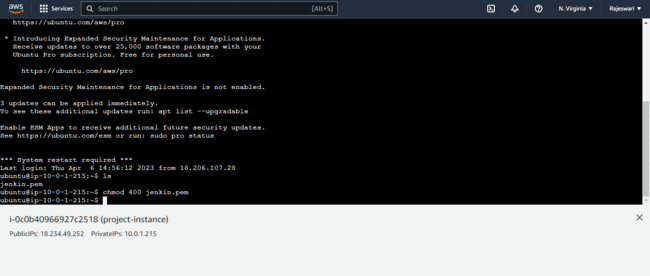 aws
Services
Search
[Alt+S]
N. Virginia
Rajeswari
https://ubuntu.com/aws/pro
* Introducing Expanded Security Maintenance for Applications.
Receive updates to over 25,000 software packages with your
Ubuntu Pro subscription. Free for personal use.
https://ubuntu.com/aws/pro
Expanded Security Maintenance for Applications is not enabled.
3 updates can be applied immediately.
To see these additional updates run: apt list --upgradable
Enable ESM Apps to receive additional future security updates.
See https://ubuntu.com/esm or run: sudo pro status
*** System restart required ***
Last login: Thu Apr  6 14:56:12 2023 from 18.206.107.28
ubuntu@ip-10-0-1-215:~$ ls
jenkin.pem
ubuntu@ip-10-0-1-215:~$ chmod 400 jenkin.pem
ubuntu@ip-10-0-1-215:~$
i-0c0b40966927c2518 (project-instance)
PublicIPs: 18.234.49.252 PrivateIPs: 10.0.1.215